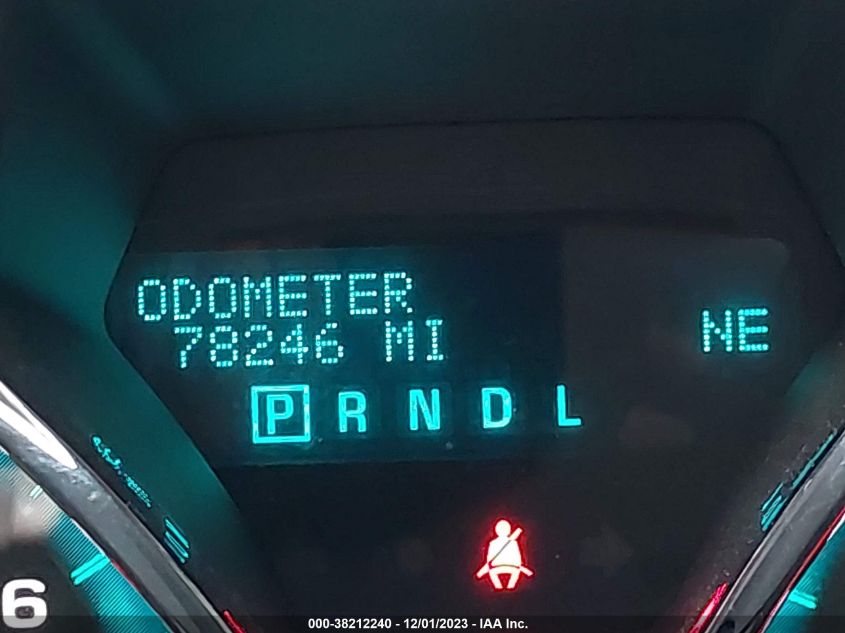 ODOMETER
78246 MI
NE
P R N D L
6
000-38212240 - 12/01/2023 - IAA Inc.